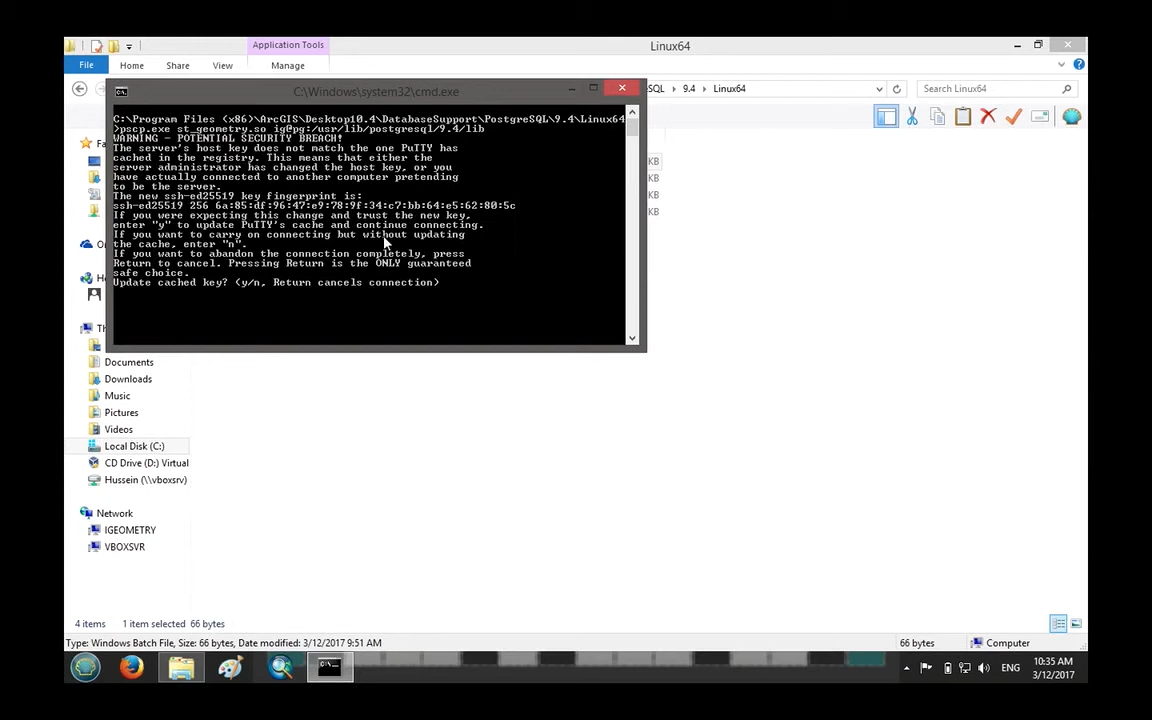 Application Tools
Linux64
File
Home
Share
View
Manage
C:\Windows\system32\cmd.exe
SQL
9.4
Linux64
Search Linux64
C:\Program Files (x86)\ArcGIS\Desktop10.4\DatabaseSupport\PostgreSQL\9.4\Linux64
>pscp.exe st_geometry.so ig@pg:/usr/lib/postgresql/9.4/lib
WARNING - POTENTIAL SECURITY BREACH!
The server's host key does not match the one PuTTY has
cached in the registry. This means that either the
server administrator has changed the host key, or you
have actually connected to another computer pretending
to be the server.
The new ssh-ed25519 key fingerprint is:
ssh-ed25519 256 6a:85:df:96:47:e9:78:9f:34:c7:bb:64:e5:62:80:5c
If you were expecting this change and trust the new key,
enter "y" to update PuTTY's cache and continue connecting.
If you want to carry on connecting but without updating
the cache, enter "n".
If you want to abandon the connection completely, press
Return to cancel. Pressing Return is the ONLY guaranteed
safe choice.
Update cached key? (y/n, Return cancels connection)
KB
KB
KB
KB
Fa
On
Ho
Th
Documents
Downloads
Music
Pictures
Videos
Local Disk (C:)
CD Drive (D:) Virtual
Hussein (\\vboxsrv)
Network
IGEOMETRY
VBOXSVR
4 items
1 item selected 66 bytes
Type: Windows Batch File, Size: 66 bytes, Date modified: 3/12/2017 9:51 AM
66 bytes
Computer
ENG
10:35 AM
3/12/2017